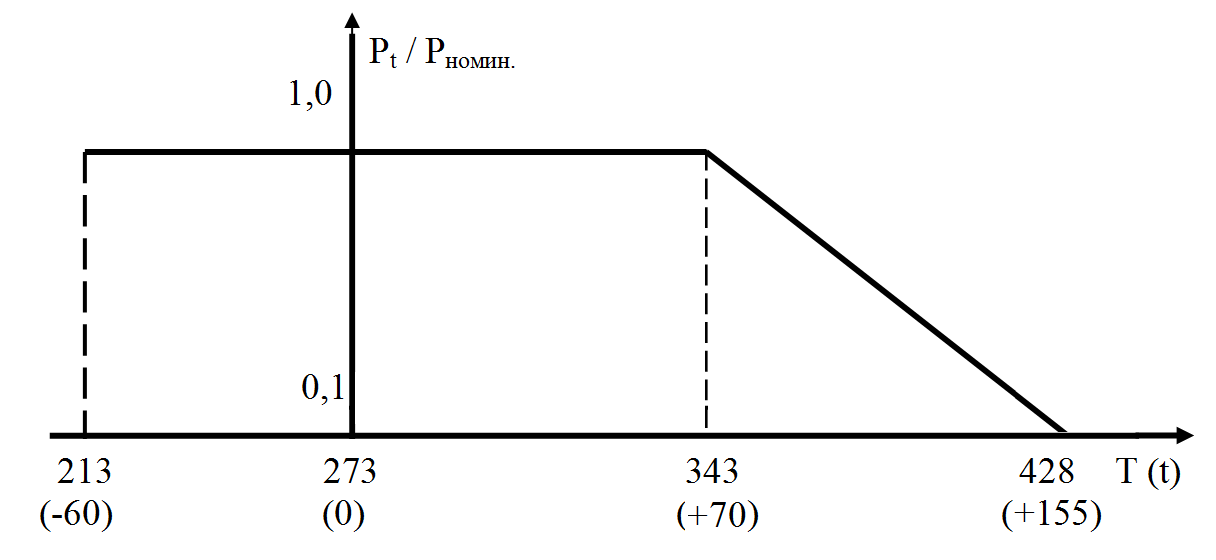 Pt / Pномин.
1,0
0,1
213 273 343 428 T (t)
(-60) (0) (+70) (+155)